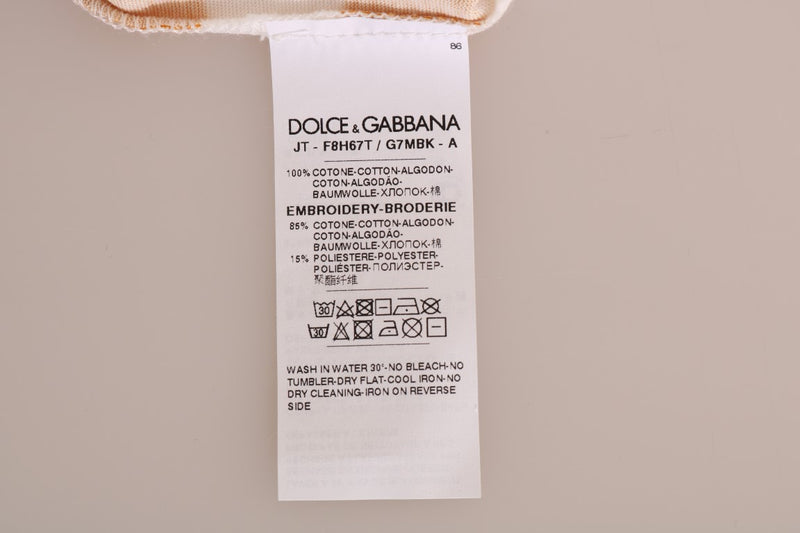 86
DOLCE & GABBANA
JT - F8H67T / G7MBK - A
100% COTONE-COTTON-ALGODON-
COTON-ALGODÃO-
BAUMWOLLE-ХЛОПОК-棉
EMBROIDERY-BRODERIE
85% COTONE-COTTON-ALGODON-
COTON-ALGODÃO-
BAUMWOLLE-ХЛОПОК-棉
15% POLIESTERE-POLYESTER-
POLIÉSTER-ПОЛИЭСТЕР-
聚酯纤维
30
30
WASH IN WATER 30°-NO BLEACH-NO
TUMBLER-DRY FLAT-COOL IRON-NO
DRY CLEANING-IRON ON REVERSE
SIDE